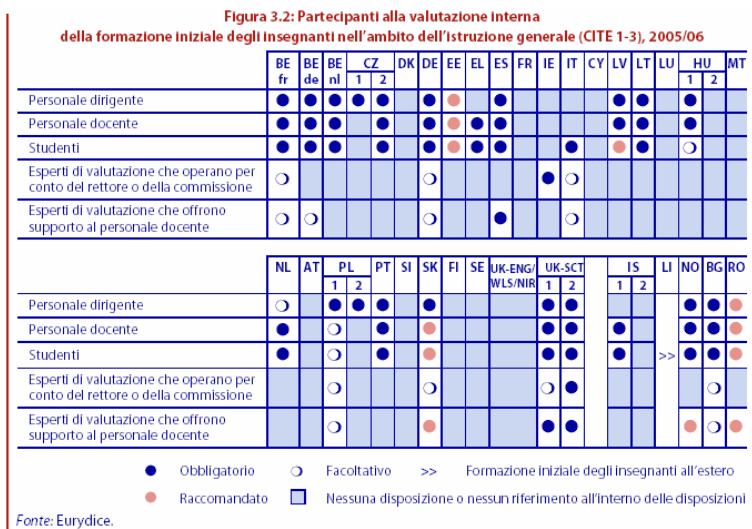 Figura 3.2: Partecipanti alla valutazione interna
della formazione iniziale degli insegnanti nell'ambito dell'istruzione generale (CITE 1-3), 2005/06
BE fr BE de BE nl CZ 1 2 DK DE EE EL ES FR IE IT CY LV LT LU HU 1 2 MT
Personale dirigente
Personale docente
Studenti
Esperti di valutazione che operano per
conto del rettore o della commissione
Esperti di valutazione che offrono
supporto al personale docente
NL AT PL 1 2 PT SI SK FI SE UK-ENG/WLS/NIR UK-SCT 1 2 IS 1 2 LI NO BG RO
Personale dirigente
Personale docente
Studenti >>
Esperti di valutazione che operano per
conto del rettore o della commissione
Esperti di valutazione che offrono
supporto al personale docente
Obbligatorio Facoltativo >> Formazione iniziale degli insegnanti all'estero
Raccomandato Nessuna disposizione o nessun riferimento all'interno delle disposizioni
Fonte: Eurydice.